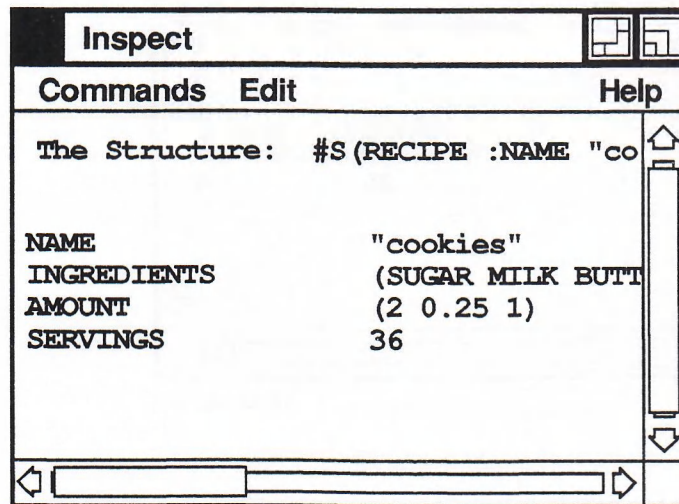 Inspect
Commands Edit Help
The Structure: #S(RECIPE :NAME "co
NAME "cookies"
INGREDIENTS (SUGAR MILK BUTT
AMOUNT (2 0.25 1)
SERVINGS 36